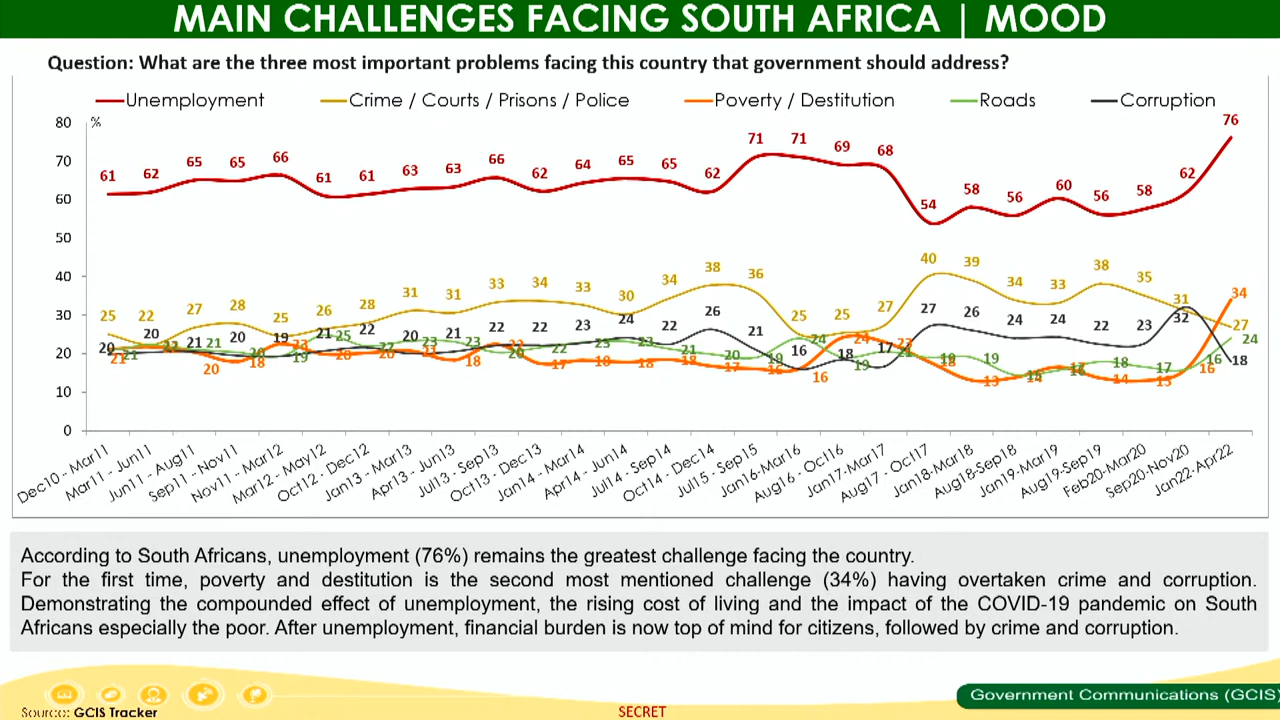 MAIN CHALLENGES FACING SOUTH AFRICA | MOOD
Question: What are the three most important problems facing this country that government should address?
Unemployment Crime / Courts / Prisons / Police Poverty / Destitution Roads Corruption
%
80
70
60
50
40
30
20
10
0
61 62 65 65 66 61 61 63 63 66 62 64 65 65 62 71 71 69 68 54 58 56 60 56 58 62 76
25 22 27 28 25 26 28 31 31 33 34 33 30 34 38 36 25 25 27 40 39 34 33 38 35 31 27
20 20 21 20 19 21 22 20 21 22 22 23 24 22 26 21 16 18 17 27 26 24 24 22 23 32 18
Dec10 - Mar11
Mar11 - Jun11
Jun11 - Aug11
Sep11 - Nov11
Nov11 - Mar12
Mar12 - May12
Oct12 - Dec12
Jan13 - Mar13
Apr13 - Jun13
Jul13 - Sep13
Oct13 - Dec13
Jan14 - Mar14
Apr14 - Jun14
Jul14 - Sep14
Oct14 - Dec14
Jul15 - Sep15
Jan16-Mar16
Aug16 - Oct16
Jan17-Mar17
Aug17 - Oct17
Jan18-Mar18
Aug18-Sep18
Jan19-Mar19
Aug19-Sep19
Feb20-Mar20
Sep20-Nov20
Jan22-Apr22
According to South Africans, unemployment (76%) remains the greatest challenge facing the country.
For the first time, poverty and destitution is the second most mentioned challenge (34%) having overtaken crime and corruption.
Demonstrating the compounded effect of unemployment, the rising cost of living and the impact of the COVID-19 pandemic on South
Africans especially the poor. After unemployment, financial burden is now top of mind for citizens, followed by crime and corruption.
Government Communications (GCIS)
Source: GCIS Tracker
SECRET